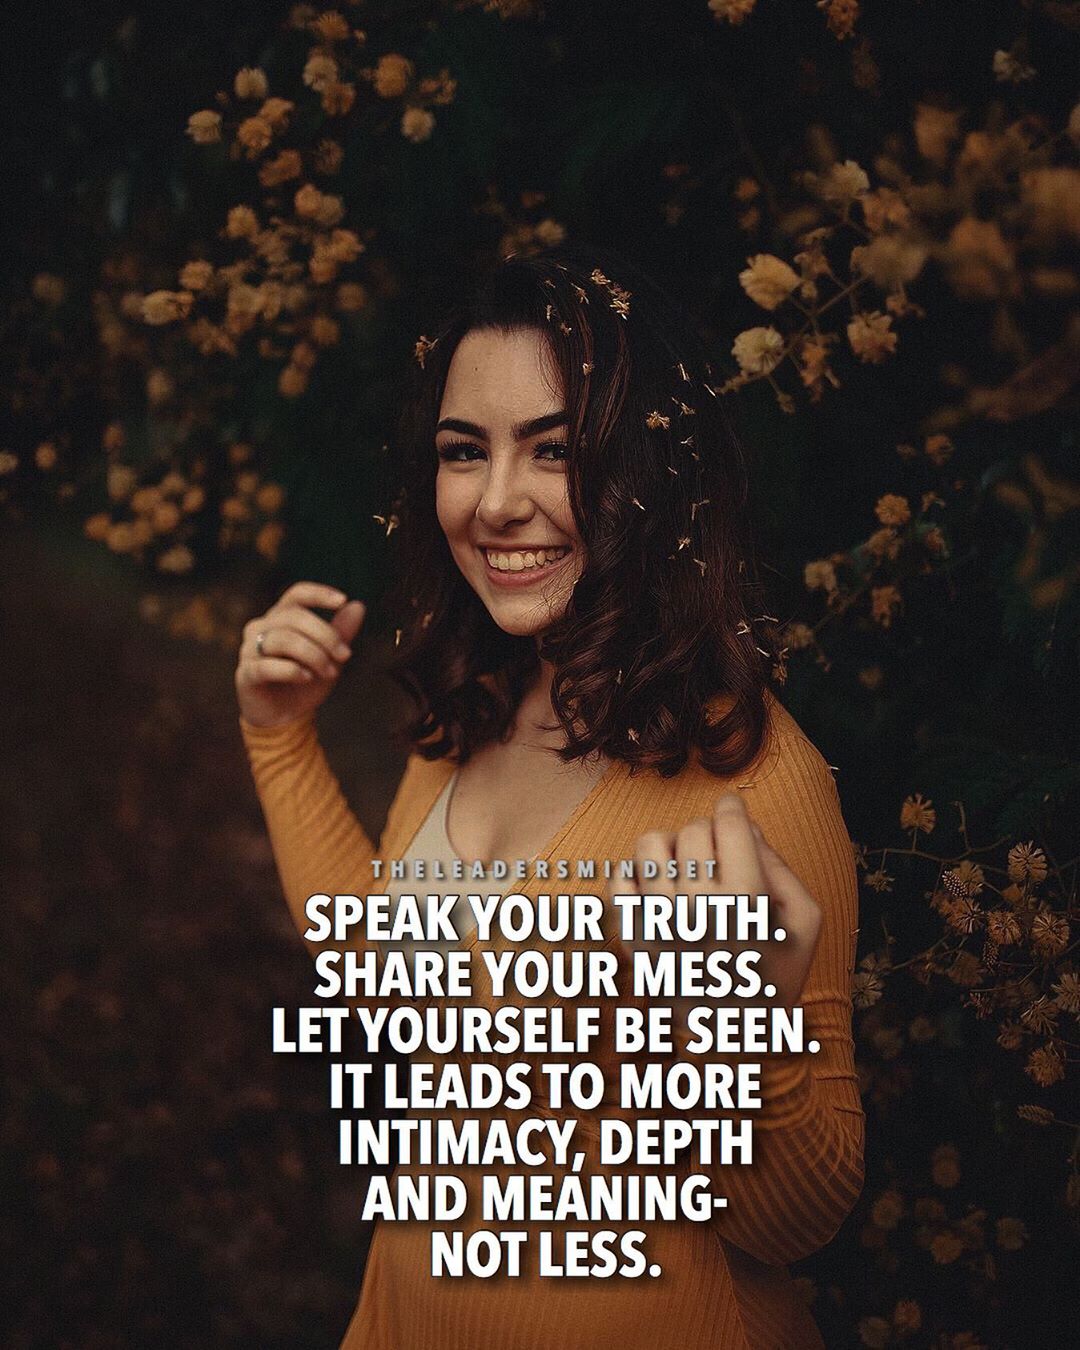 THELEADERSMINDSET
SPEAK YOUR TRUTH.
SHARE YOUR MESS.
LET YOURSELF BE SEEN.
IT LEADS TO MORE
INTIMACY, DEPTH
AND MEANING-
NOT LESS.